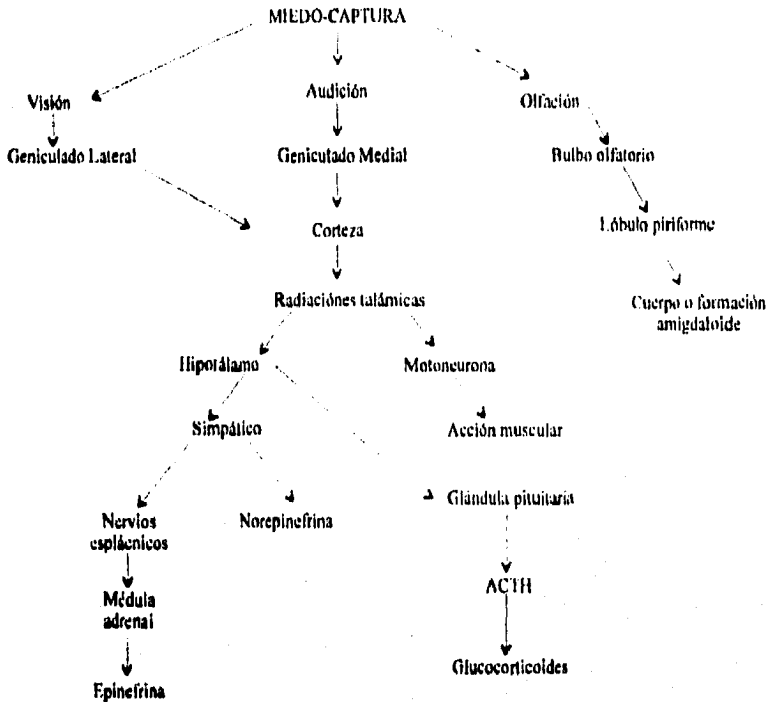 MIEDO-CAPTURA
Visión
Audición
Olfación
Geniculado Lateral
Geniculado Medial
Bulbo olfatorio
Corteza
Lóbulo piriforme
Radiaciónes talámicas
Cuerpo o formación
amigdaloide
Hipotálamo
Motoneurona
Simpático
Acción muscular
Nervios
esplácnicos
Norepinefrina
Glándula pituitaria
Médula
adrenal
ACTH
Epinefrina
Glucocorticoides